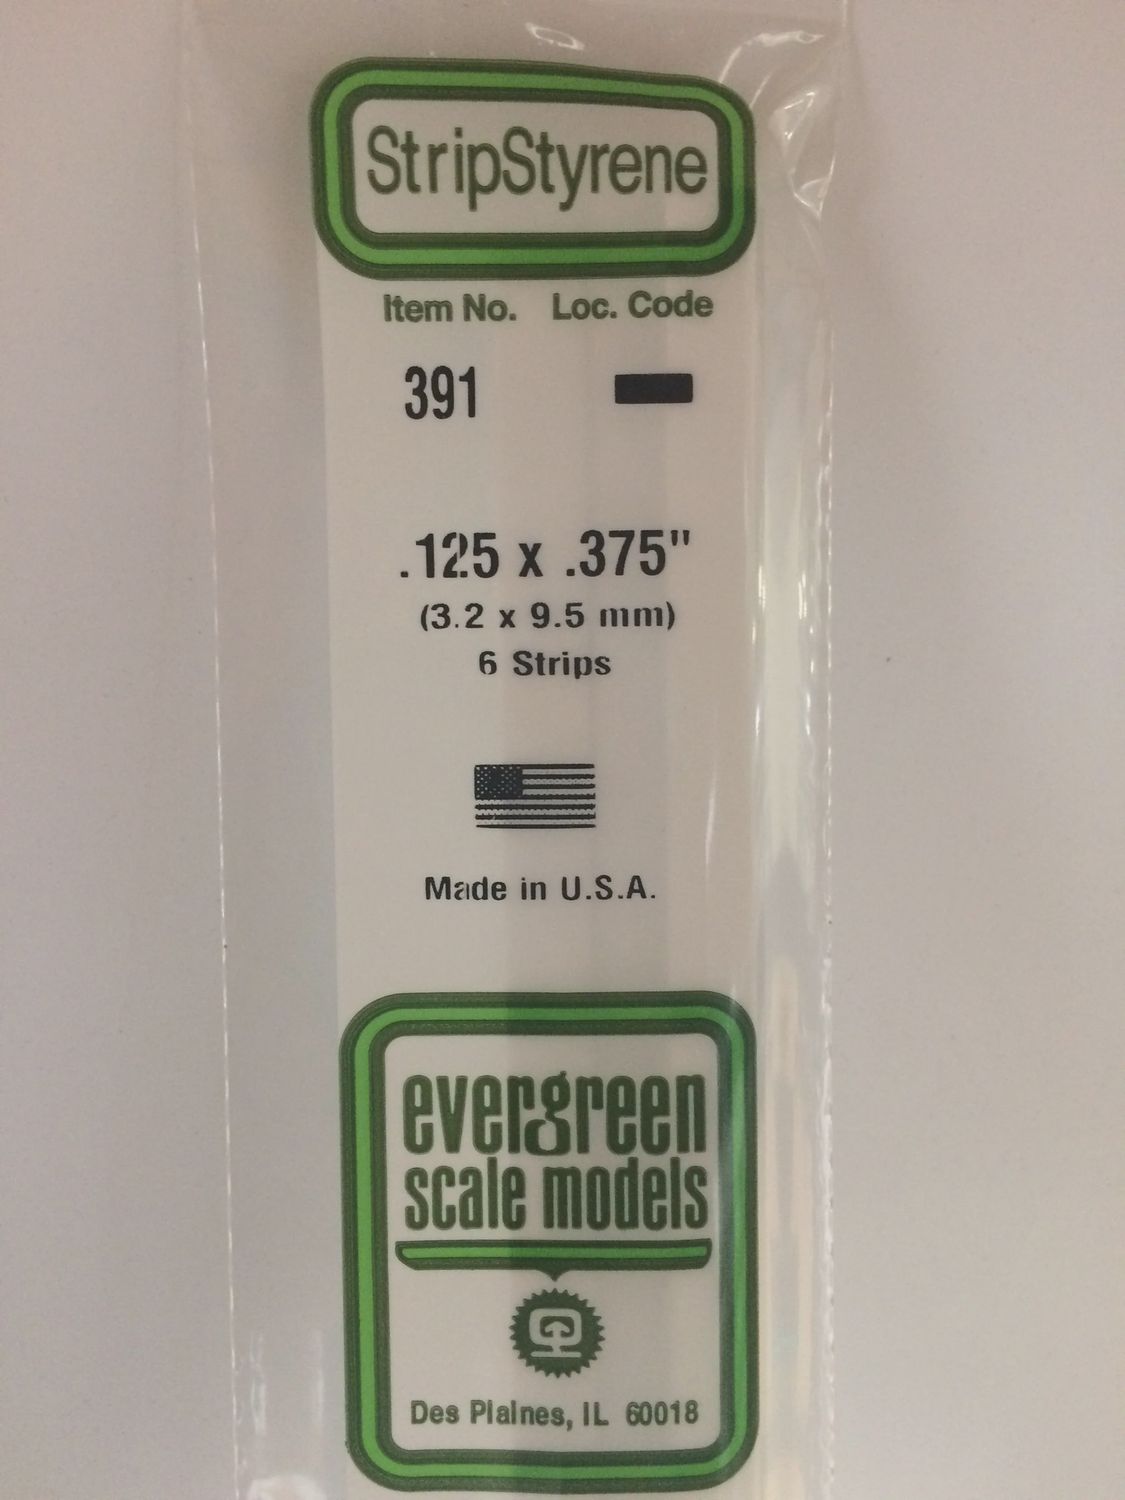 StripStyrene
Item No. Loc. Code
391
.125 x .375"
(3.2 x 9.5 mm)
6 Strips
Made in U.S.A.
evergreen
scale models
Des Plaines, IL 60018